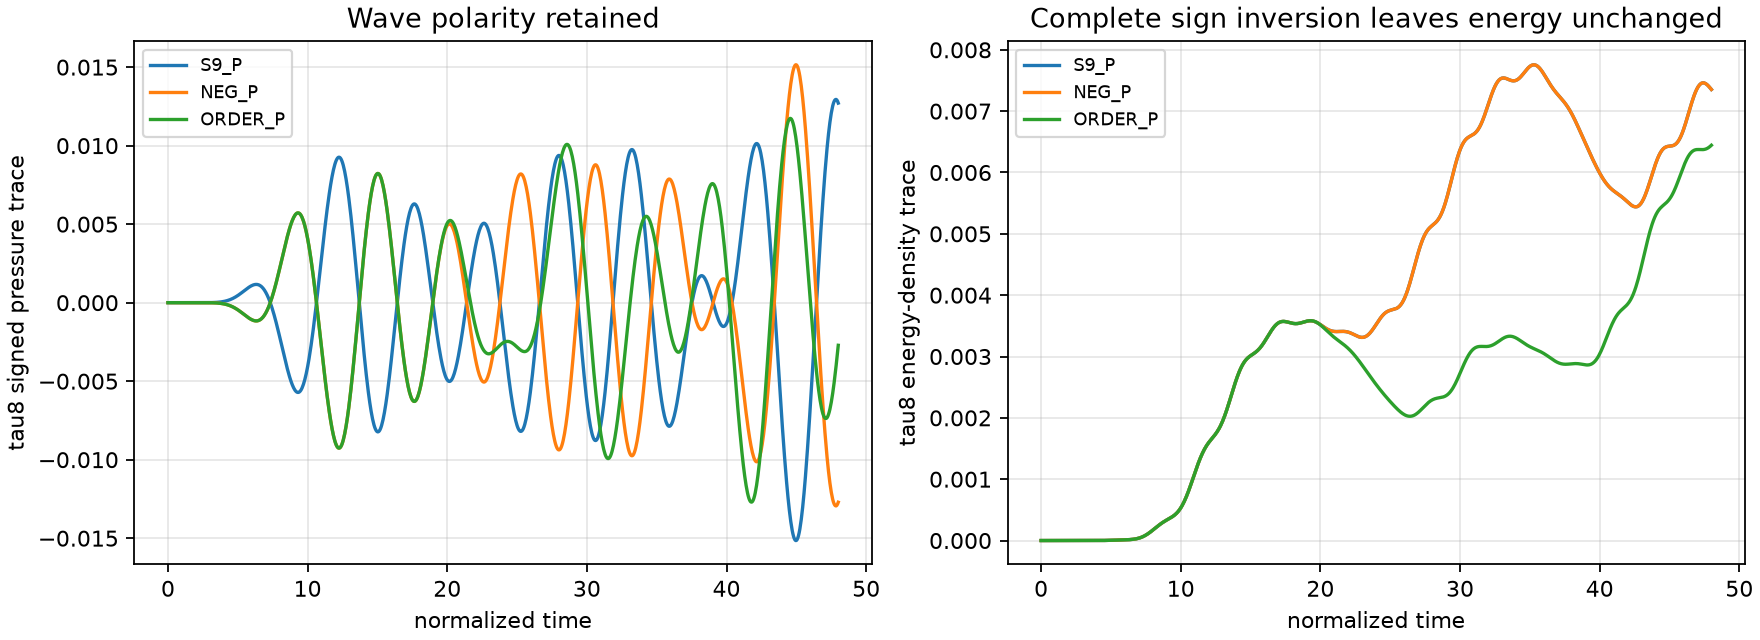 Wave polarity retained
S9_P
NEG_P
ORDER_P
tau8 signed pressure trace
0.015
0.010
0.005
0.000
−0.005
−0.010
−0.015
0
10
20
30
40
50
normalized time
Complete sign inversion leaves energy unchanged
S9_P
NEG_P
ORDER_P
tau8 energy-density trace
0.008
0.007
0.006
0.005
0.004
0.003
0.002
0.001
0.000
0
10
20
30
40
50
normalized time